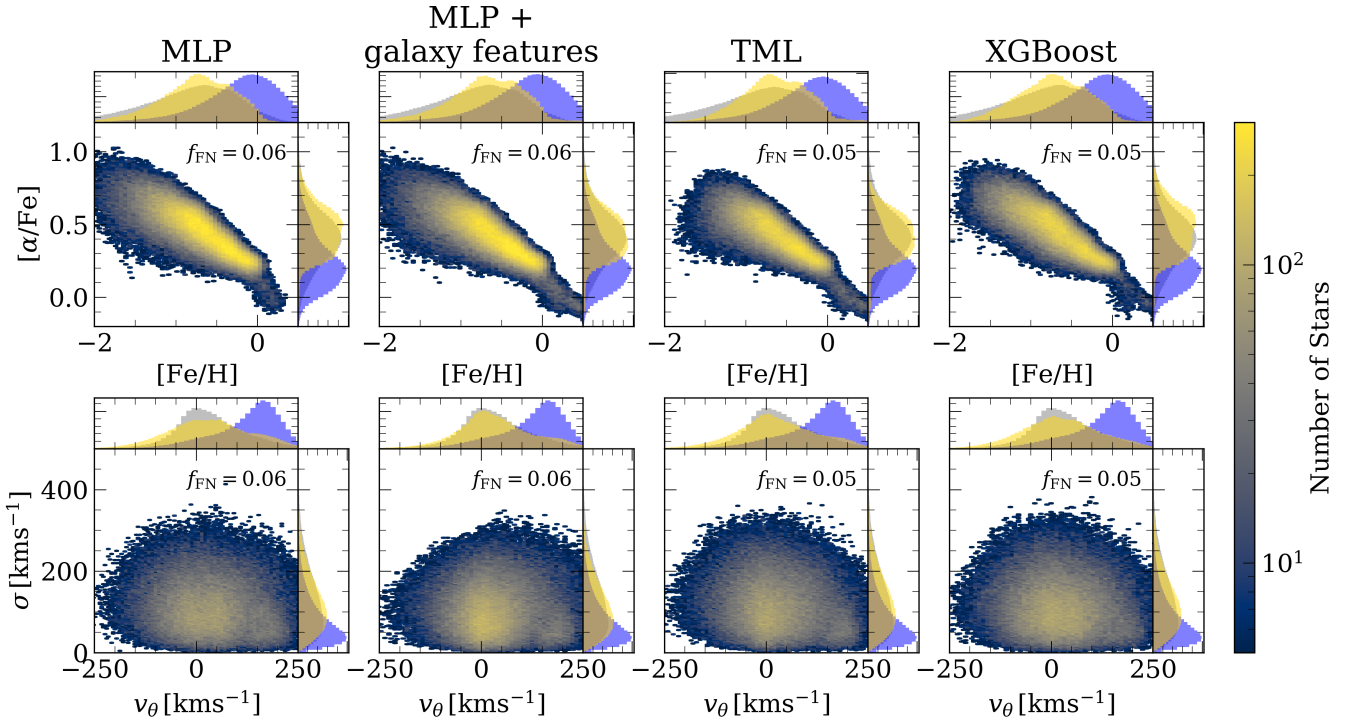 MLP
MLP +
galaxy features
TML
XGBoost
f_FN = 0.06
f_FN = 0.06
f_FN = 0.05
f_FN = 0.05
[α/Fe]
1.0
0.5
0.0
−2 0
−2 0
−2 0
−2 0
[Fe/H]
[Fe/H]
[Fe/H]
[Fe/H]
f_FN = 0.06
f_FN = 0.06
f_FN = 0.05
f_FN = 0.05
σ [kms⁻¹]
400
200
0
−250 0 250
−250 0 250
−250 0 250
−250 0 250
v_θ [kms⁻¹]
v_θ [kms⁻¹]
v_θ [kms⁻¹]
v_θ [kms⁻¹]
10²
10¹
Number of Stars